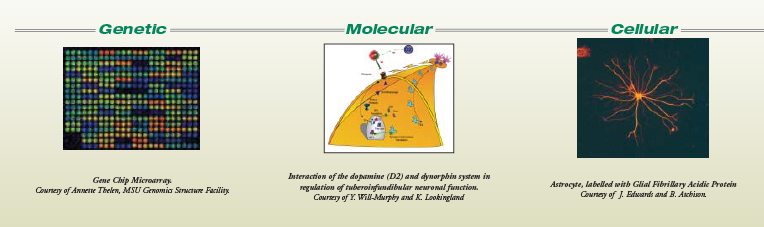 Genetic
Molecular
Cellular
Gene Chip Microarray.
Courtesy of Annette Thelen, MSU Genomics Structure Facility.
Interaction of the dopamine (D2) and dynorphin system in
regulation of tuberoinfundibular neuronal function.
Courtesy of Y. Will-Murphy and K. Lookingland
Astrocyte, labelled with Glial Fibrillary Acidic Protein
Courtesy of J. Edwards and B. Atchison.